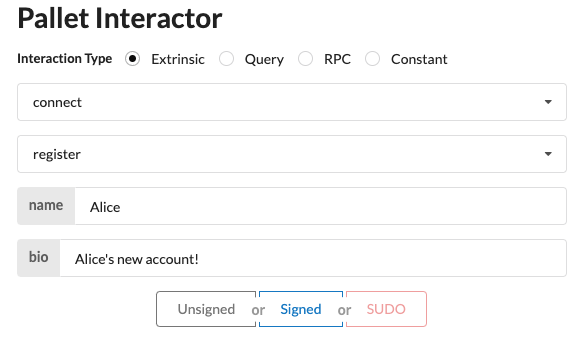 Pallet Interactor
Interaction Type Extrinsic Query RPC Constant
connect
register
name Alice
bio Alice's new account!
Unsigned or Signed or SUDO